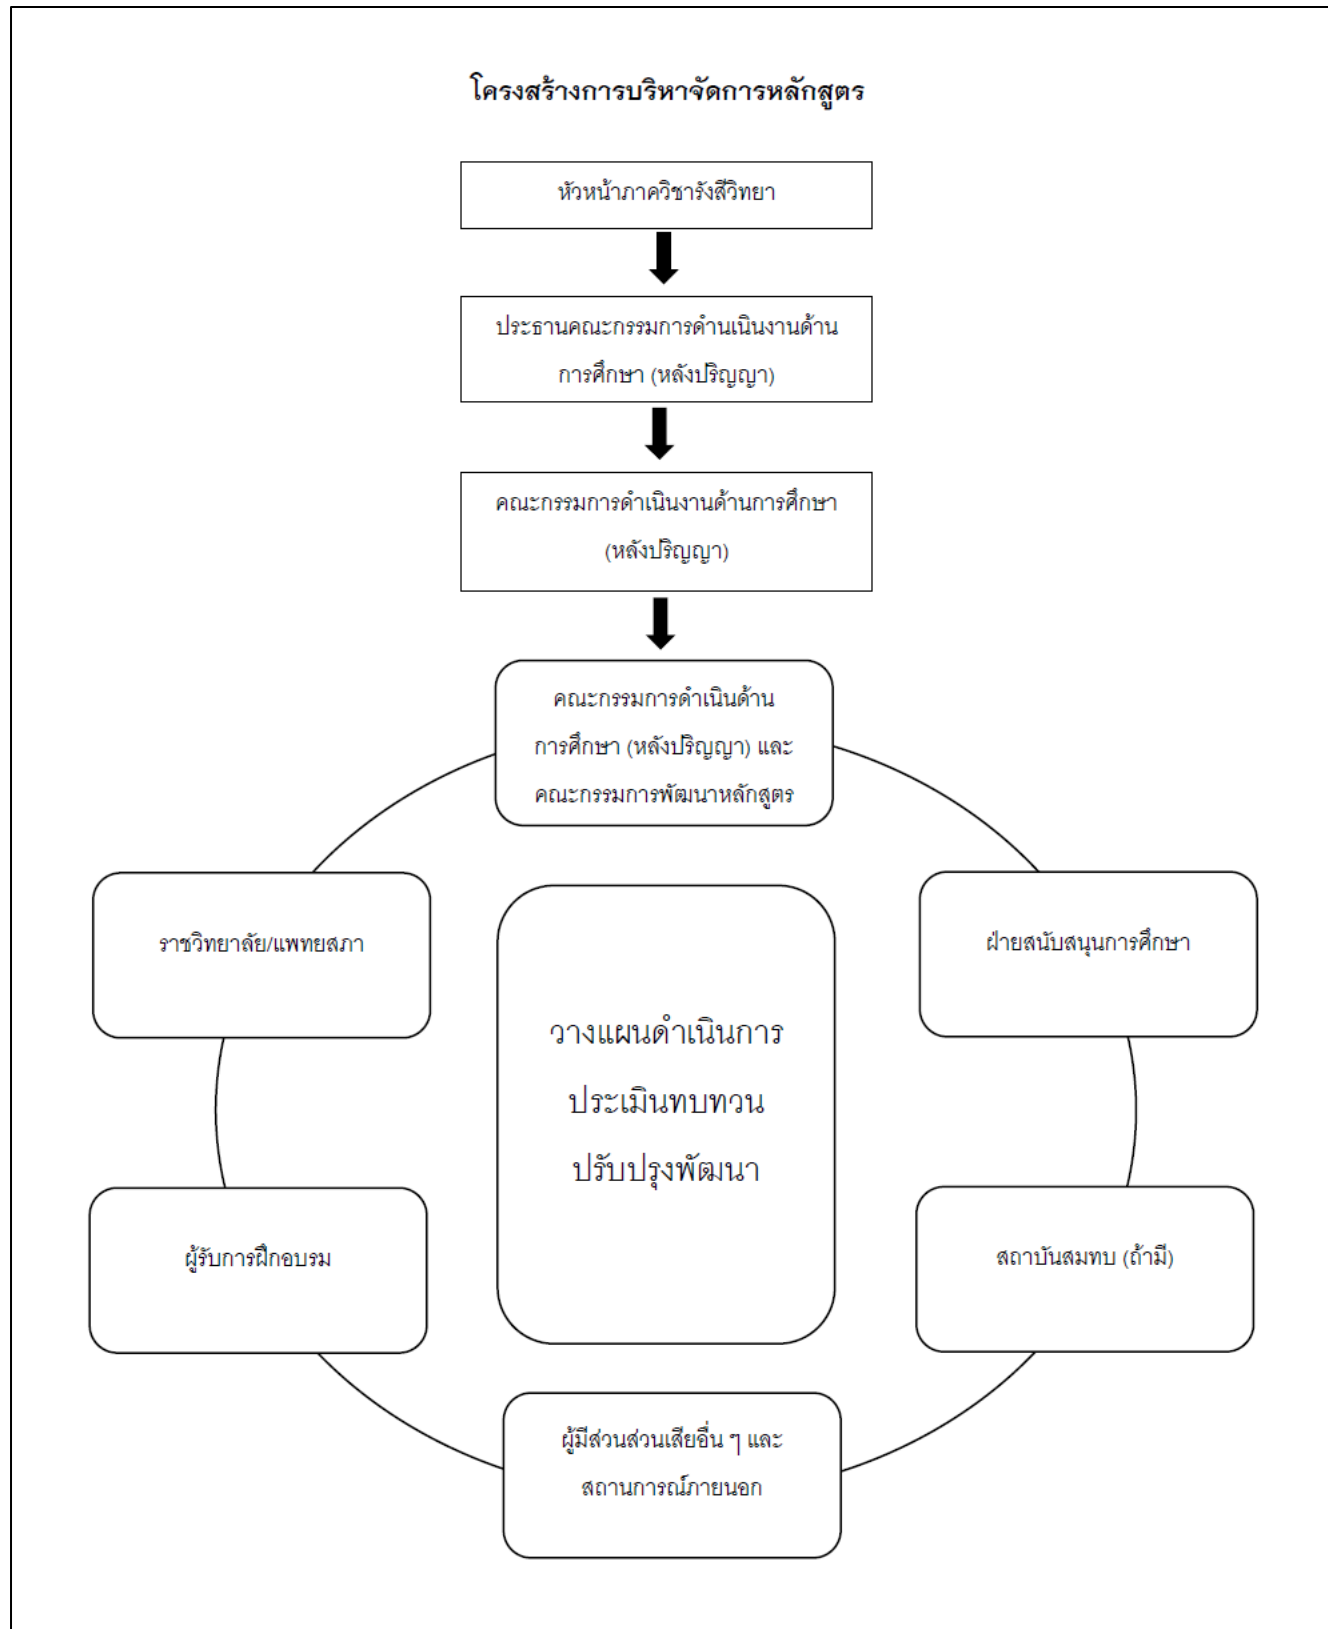 โครงสร้างการบริหาจัดการหลักสูตร
หัวหน้าภาควิชารังสีวิทยา
ประธานคณะกรรมการดำนเนินงานด้าน
การศึกษา (หลังปริญญา)
คณะกรรมการดำเนินงานด้านการศึกษา
(หลังปริญญา)
คณะกรรมการดำเนินด้าน
การศึกษา (หลังปริญญา) และ
คณะกรรมการพัฒนาหลักสูตร
ราชวิทยาลัย/แพทยสภา
ฝ่ายสนับสนุนการศึกษา
วางแผนดำเนินการ
ประเมินทบทวน
ปรับปรุงพัฒนา
ผู้รับการฝึกอบรม
สถาบันสมทบ (ถ้ามี)
ผู้มีส่วนส่วนเสียอื่น ๆ และ
สถานการณ์ภายนอก